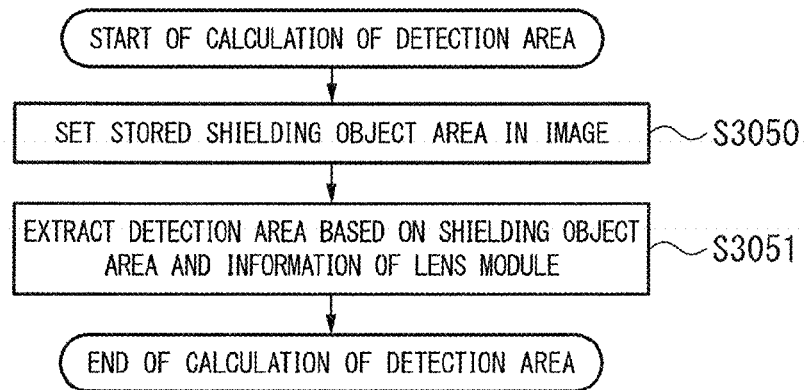 START OF CALCULATION OF DETECTION AREA
SET STORED SHIELDING OBJECT AREA IN IMAGE
S3050
EXTRACT DETECTION AREA BASED ON SHIELDING OBJECT
AREA AND INFORMATION OF LENS MODULE
S3051
END OF CALCULATION OF DETECTION AREA